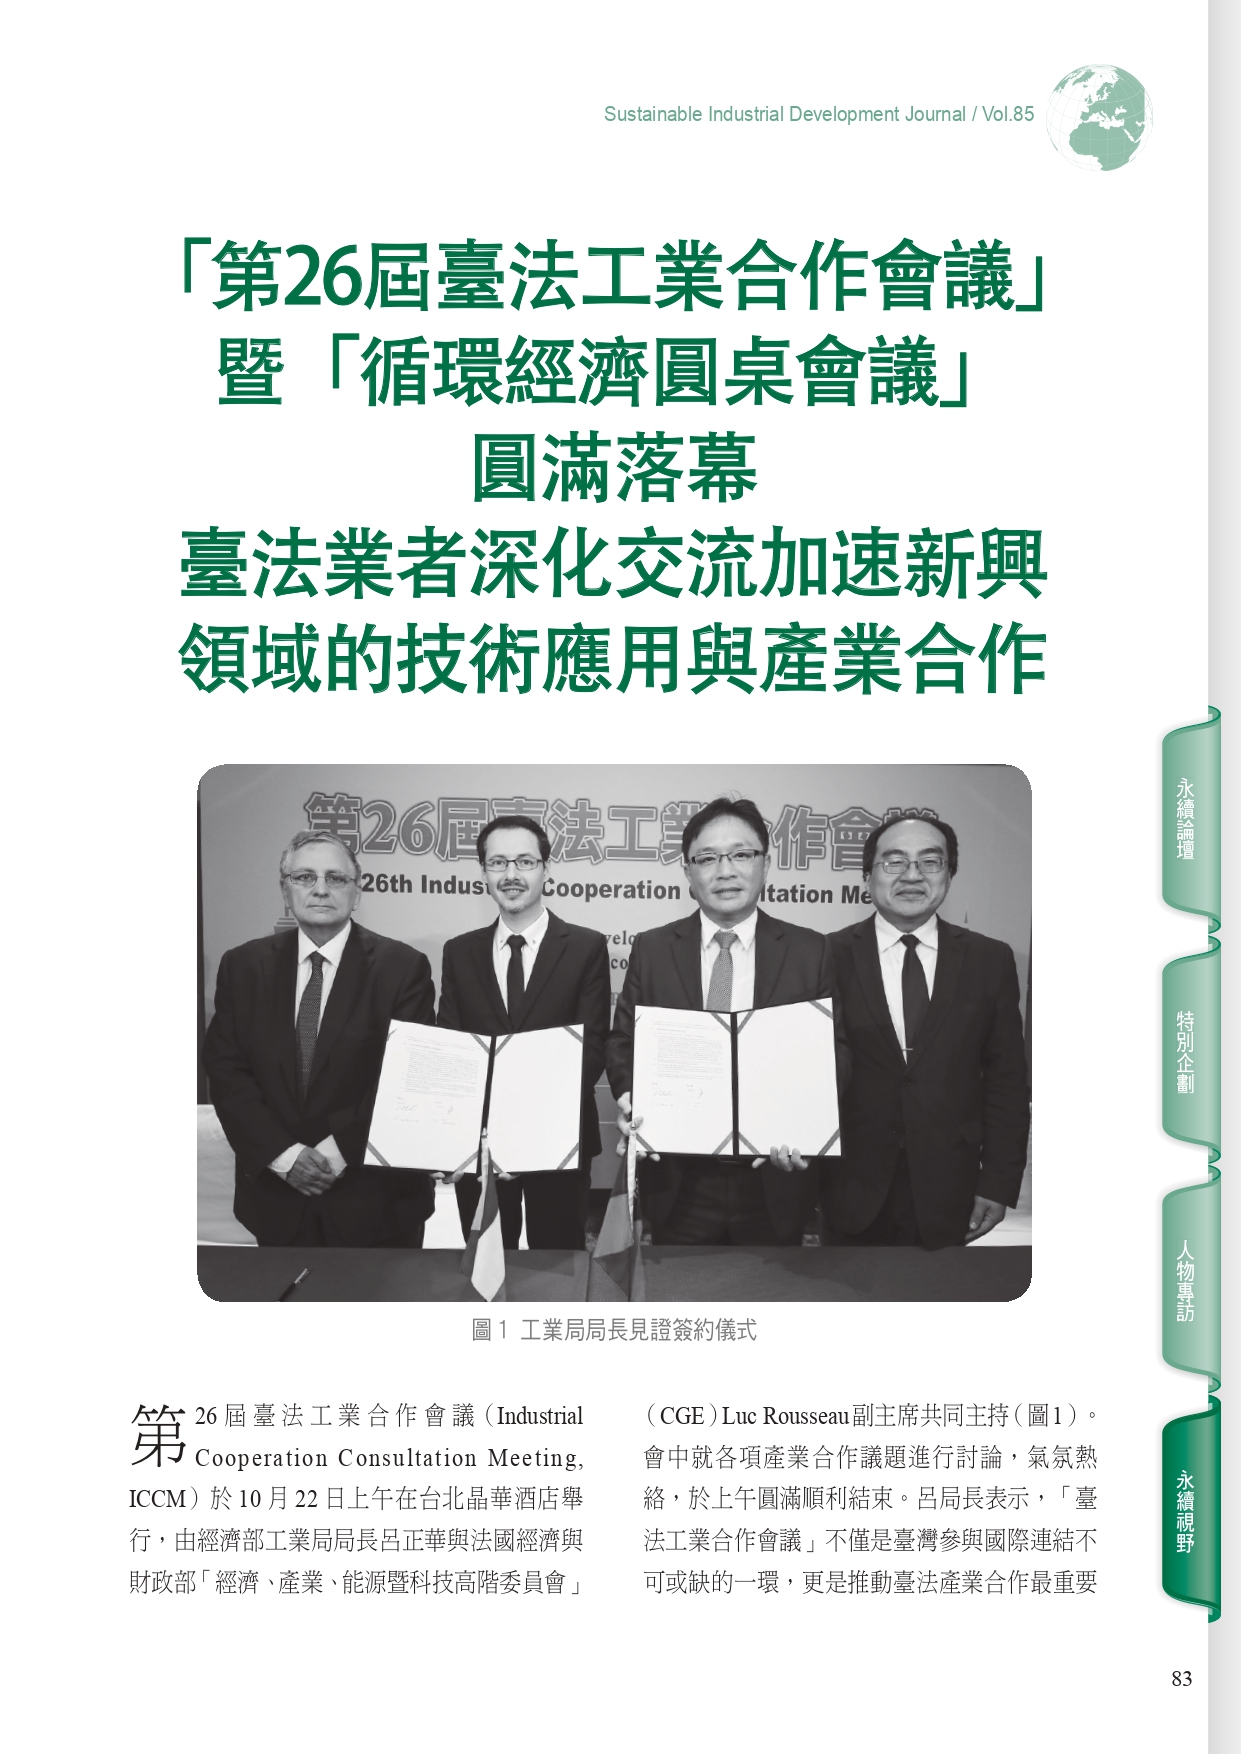 Sustainable Industrial Development Journal / Vol.85
「第26屆臺法工業合作會議」
暨「循環經濟圓桌會議」
圓滿落幕
臺法業者深化交流加速新興
領域的技術應用與產業合作
第26屆臺法工業合作會議
26th Indus Cooperation tation Me
圖 1 工業局局長見證簽約儀式
第26 屆臺法工業合作會議（Industrial
Cooperation Consultation Meeting,
ICCM）於 10 月 22 日上午在台北晶華酒店舉
行，由經濟部工業局局長呂正華與法國經濟與
財政部「經濟、產業、能源暨科技高階委員會」
（CGE）Luc Rousseau副主席共同主持（圖1）。
會中就各項產業合作議題進行討論，氣氛熱
絡，於上午圓滿順利結束。呂局長表示，「臺
法工業合作會議」不僅是臺灣參與國際連結不
可或缺的一環，更是推動臺法產業合作最重要
永續論壇
特別企劃
人物專訪
永續視野
83